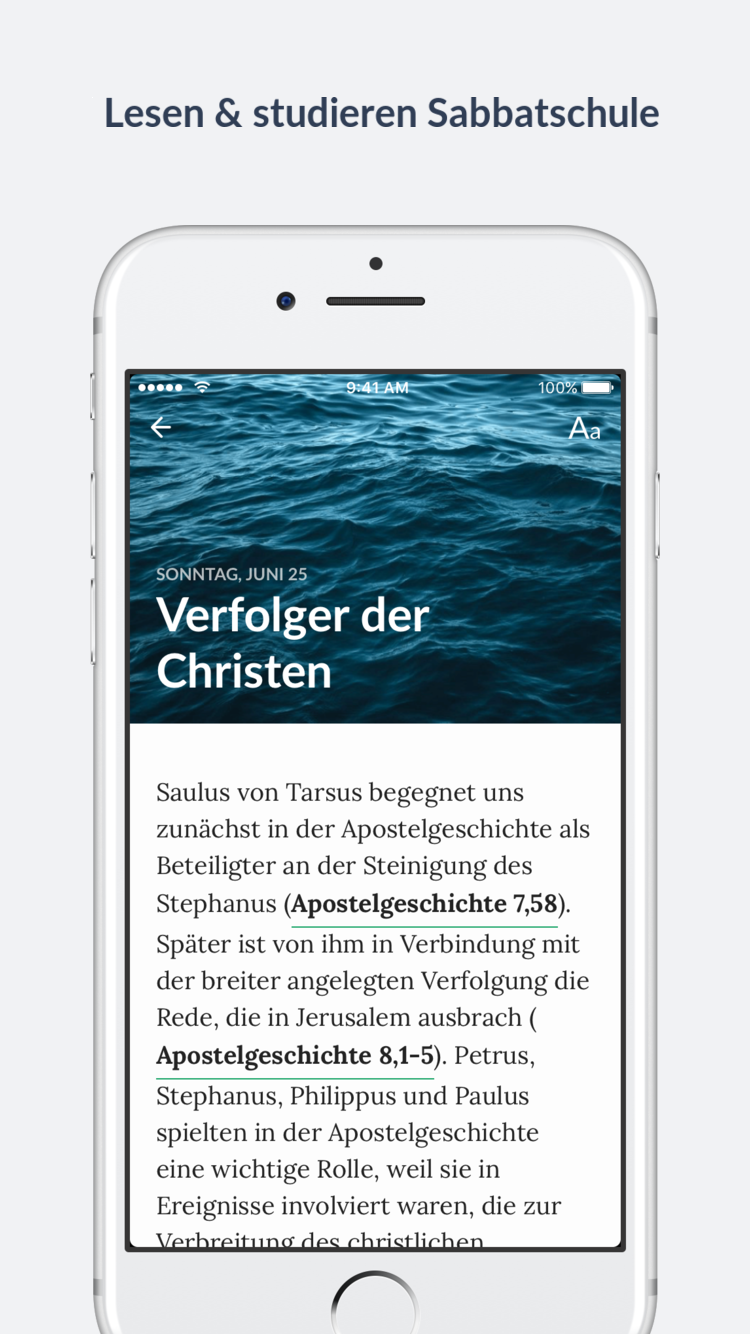 Lesen & studieren Sabbatschule
9:41 AM
100%
Aa
SONNTAG, JUNI 25
Verfolger der
Christen
Saulus von Tarsus begegnet uns
zunächst in der Apostelgeschichte als
Beteiligter an der Steinigung des
Stephanus (Apostelgeschichte 7,58).
Später ist von ihm in Verbindung mit
der breiter angelegten Verfolgung die
Rede, die in Jerusalem ausbrach (
Apostelgeschichte 8,1-5). Petrus,
Stephanus, Philippus und Paulus
spielten in der Apostelgeschichte
eine wichtige Rolle, weil sie in
Ereignisse involviert waren, die zur
Verbreitung des christlichen